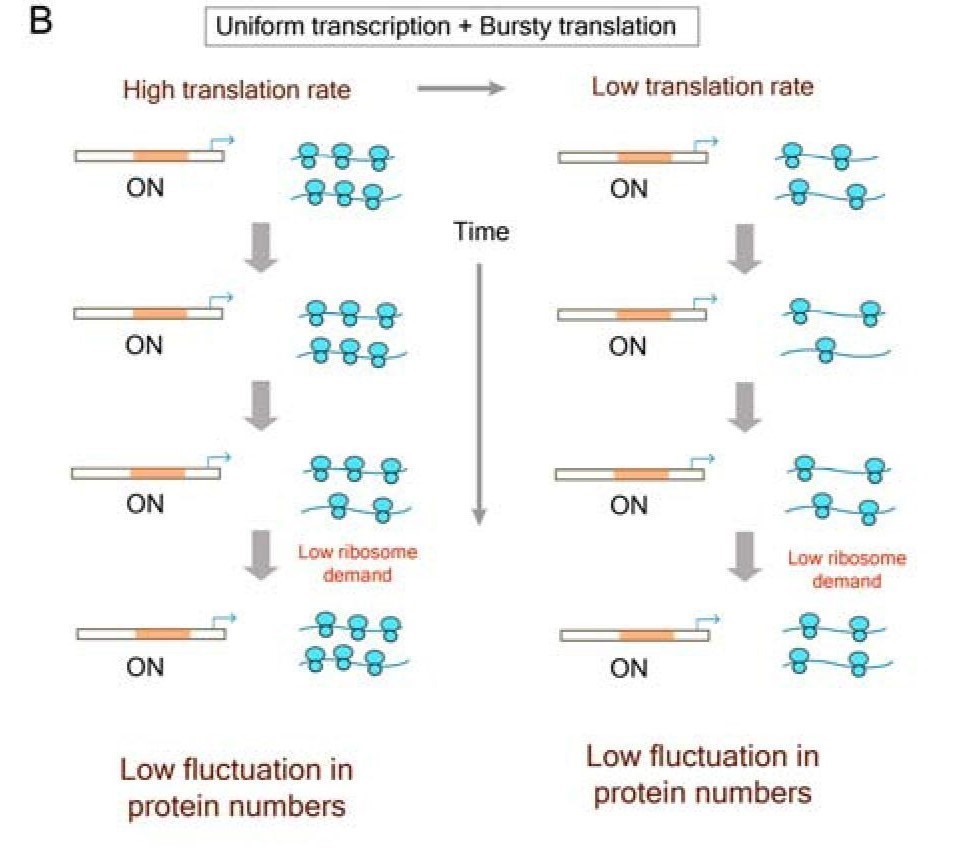 B
Uniform transcription + Bursty translation
High translation rate
Low translation rate
ON
ON
Time
ON
ON
ON
ON
Low ribosome
demand
Low ribosome
demand
ON
ON
Low fluctuation in
protein numbers
Low fluctuation in
protein numbers